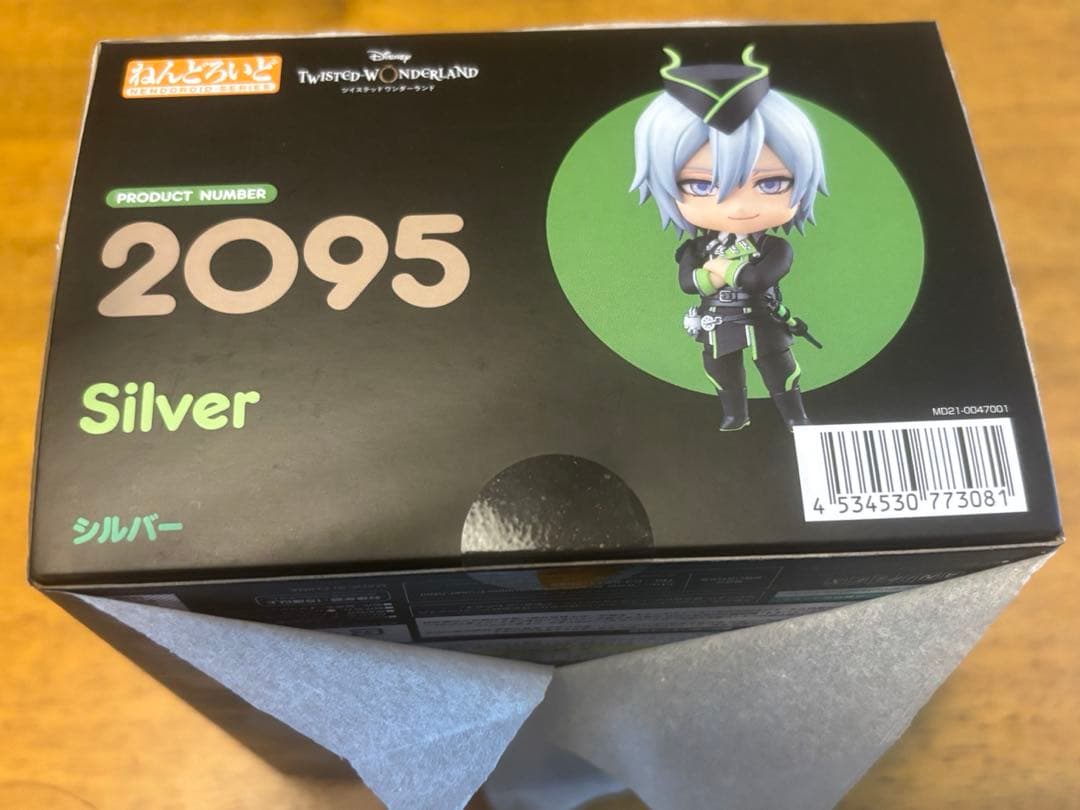 ねんどろいど
NENDOROID SERIES
Disney
TWISTED-WONDERLAND
ツイステッドワンダーランド
PRODUCT NUMBER
2095
Silver
シルバー
MD21-0047001
4 534530 773081